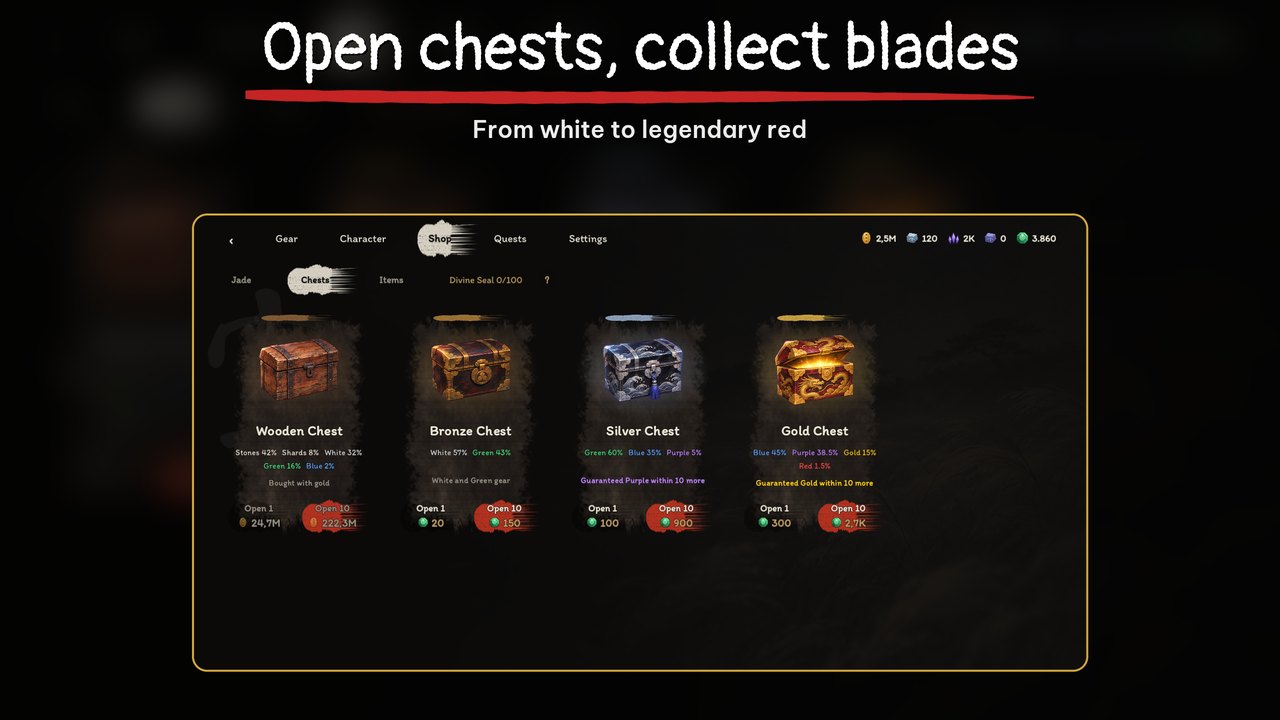 Open chests, collect blades
From white to legendary red
‹ Gear Character Shop Quests Settings 2,5M 120 2K 0 3.860
Jade Chests Items Divine Seal 0/100 ?
Wooden Chest
Stones 42% Shards 8% White 32%
Green 16% Blue 2%
Bought with gold
Open 1 Open 10
24,7M 222,3M
Bronze Chest
White 57% Green 43%
White and Green gear
Open 1 Open 10
20 150
Silver Chest
Green 60% Blue 35% Purple 5%
Guaranteed Purple within 10 more
Open 1 Open 10
100 900
Gold Chest
Blue 45% Purple 38.5% Gold 15%
Red 1.5%
Guaranteed Gold within 10 more
Open 1 Open 10
300 2,7K